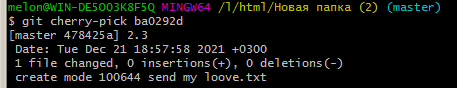 melon@WIN-DE5OO3K8F5Q MINGW64 /l/html/Новая папка (2) (master)
$ git cherry-pick ba0292d
[master 478425a] 2.3
 Date: Tue Dec 21 18:57:58 2021 +0300
 1 file changed, 0 insertions(+), 0 deletions(-)
 create mode 100644 send my loove.txt